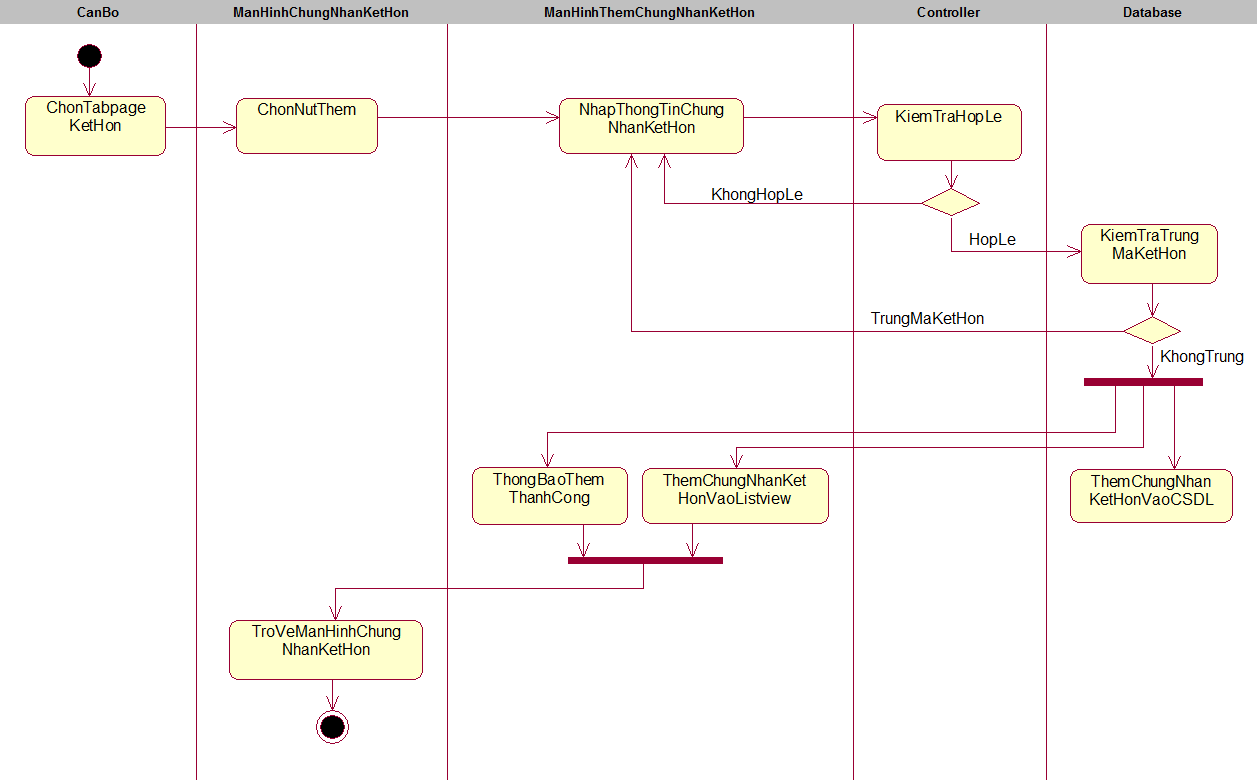 CanBo
ManHinhChungNhanKetHon
ManHinhThemChungNhanKetHon
Controller
Database
ChonTabpage
KetHon
ChonNutThem
NhapThongTinChung
NhanKetHon
KiemTraHopLe
KhongHopLe
HopLe
KiemTraTrung
MaKetHon
TrungMaKetHon
KhongTrung
ThongBaoThem
ThanhCong
ThemChungNhanKet
HonVaoListview
ThemChungNhan
KetHonVaoCSDL
TroVeManHinhChung
NhanKetHon